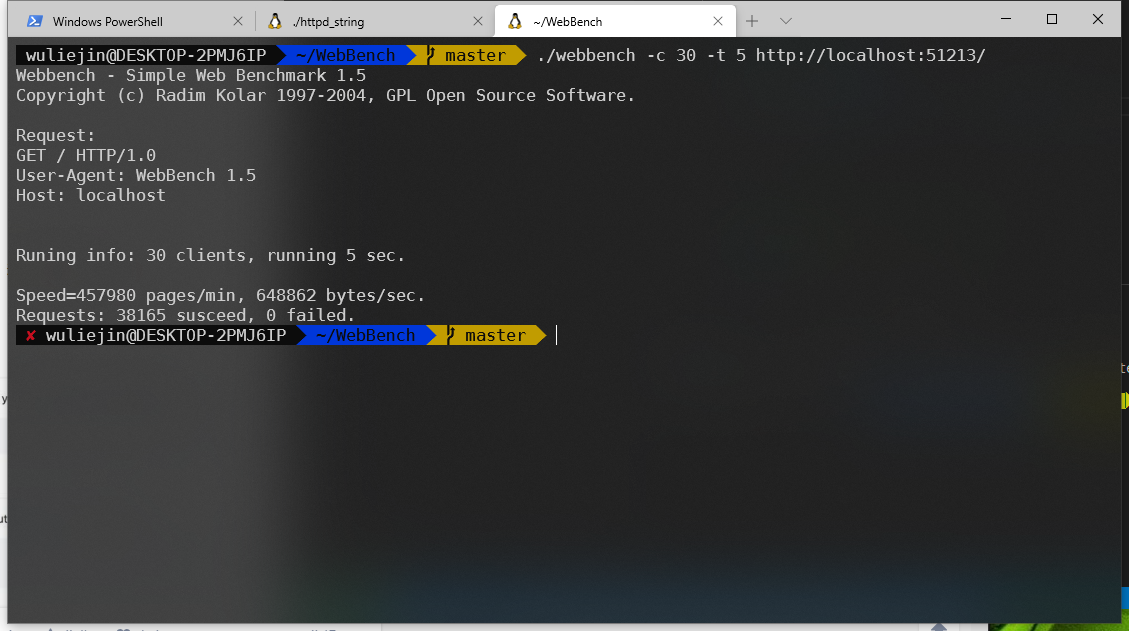 Windows PowerShell
./httpd_string
~/WebBench
wuliejin@DESKTOP-2PMJ6IP ~/WebBench master ./webbench -c 30 -t 5 http://localhost:51213/
Webbench - Simple Web Benchmark 1.5
Copyright (c) Radim Kolar 1997-2004, GPL Open Source Software.
Request:
GET / HTTP/1.0
User-Agent: WebBench 1.5
Host: localhost
Runing info: 30 clients, running 5 sec.
Speed=457980 pages/min, 648862 bytes/sec.
Requests: 38165 susceed, 0 failed.
✘ wuliejin@DESKTOP-2PMJ6IP ~/WebBench master